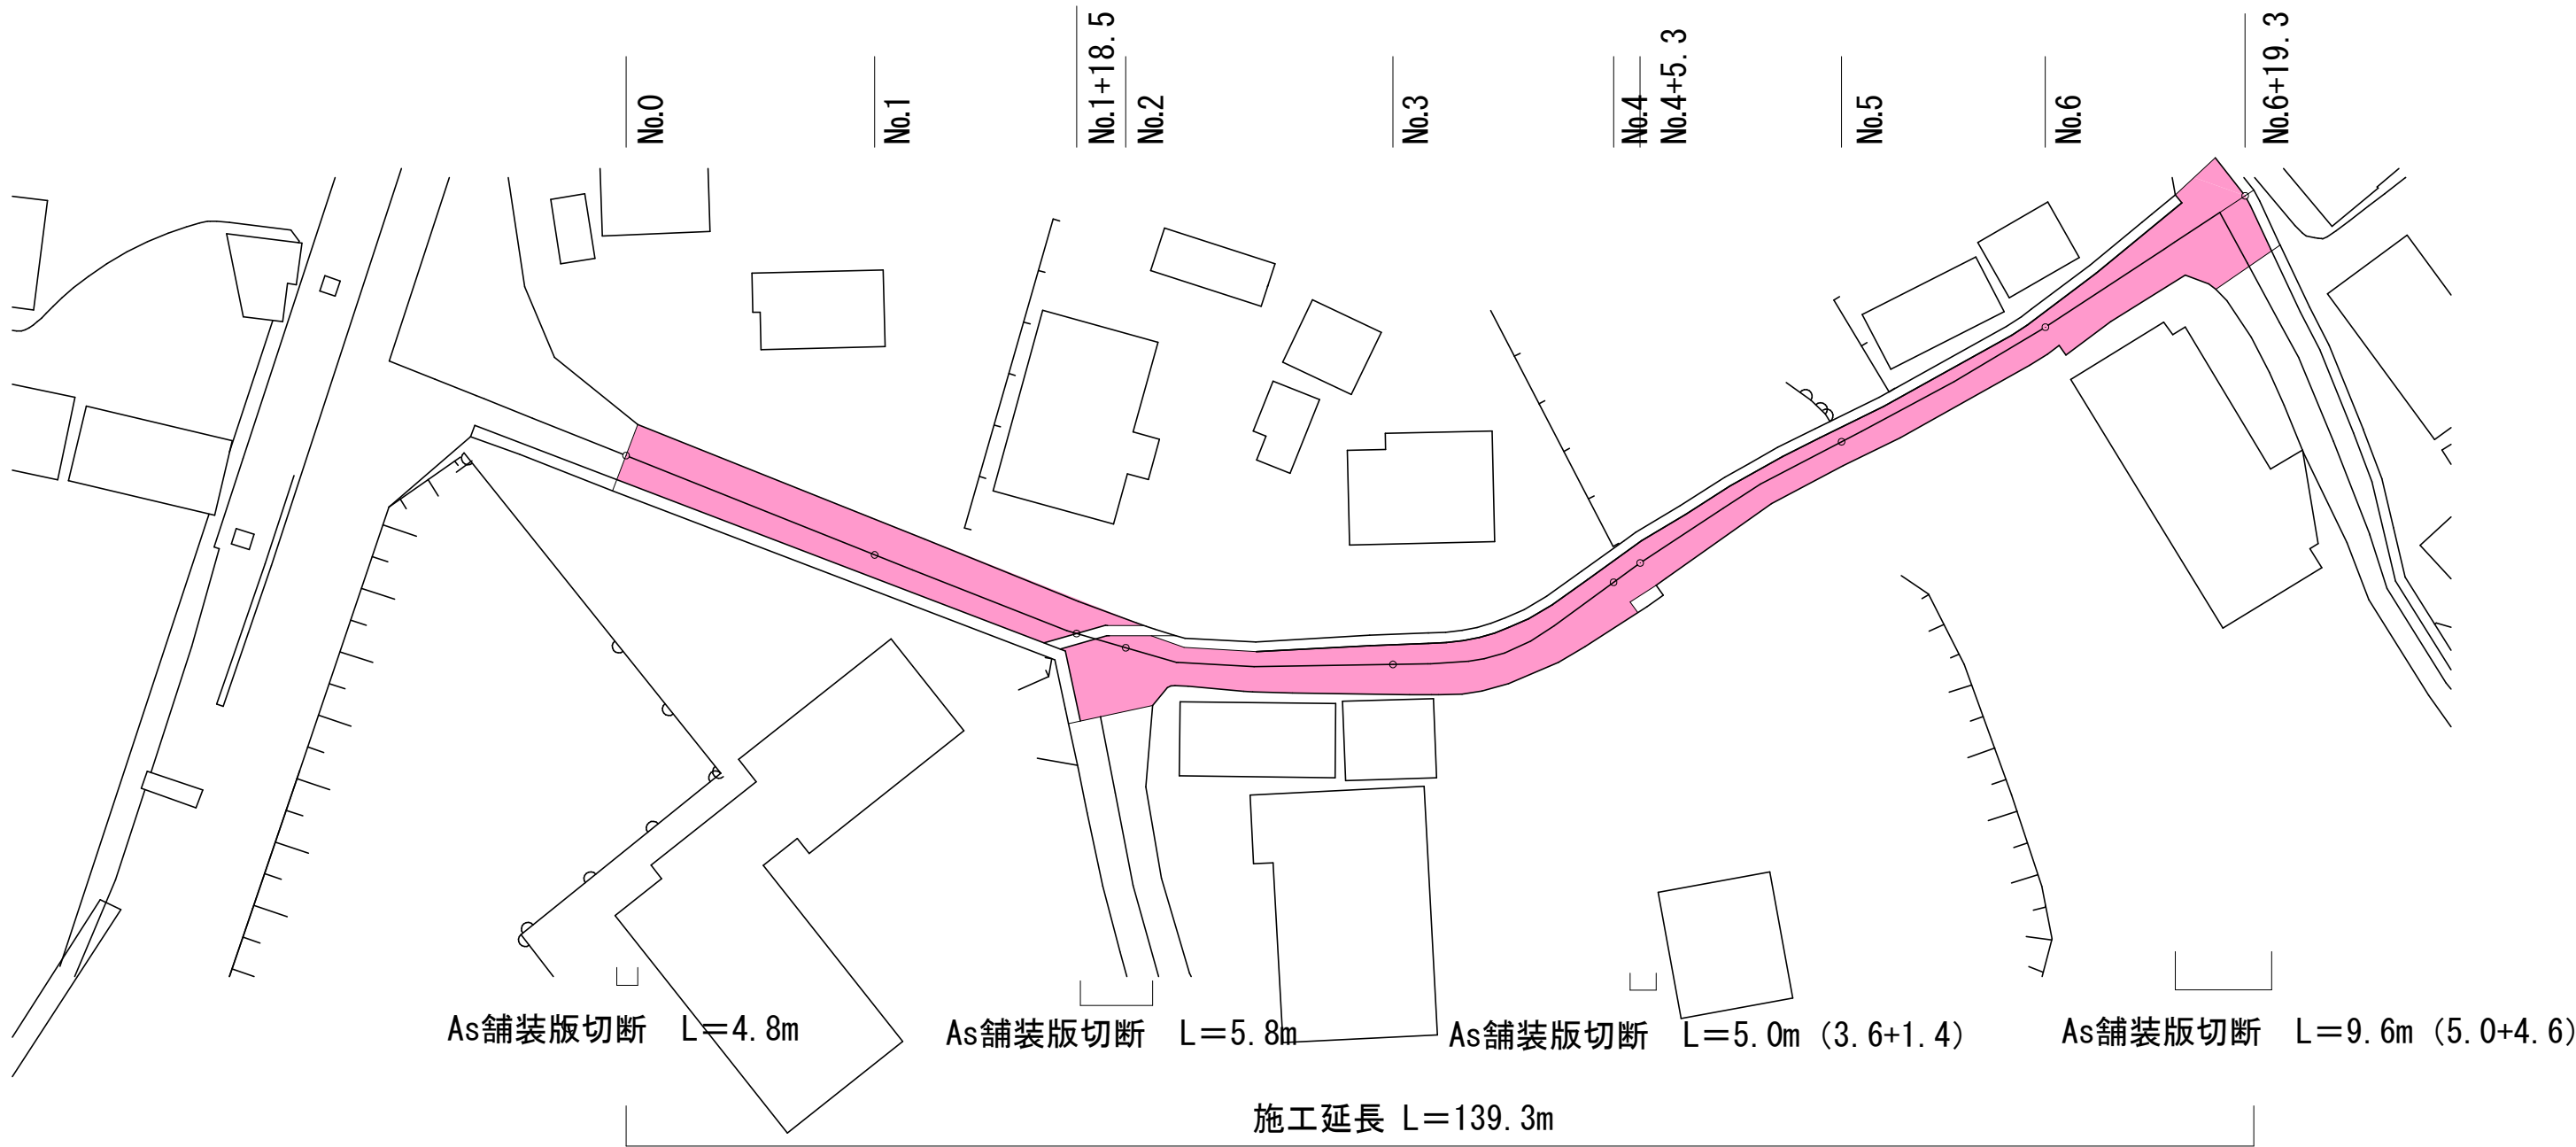 No.0
No.1
No.1+18.5
No.2
No.3
No.4
No.4+5.3
No.5
No.6
No.6+19.3
As舗装版切断　L＝4.8m
As舗装版切断　L＝5.8m
As舗装版切断　L＝5.0m (3.6+1.4)
As舗装版切断　L＝9.6m (5.0+4.6)
施工延長 L＝139.3m